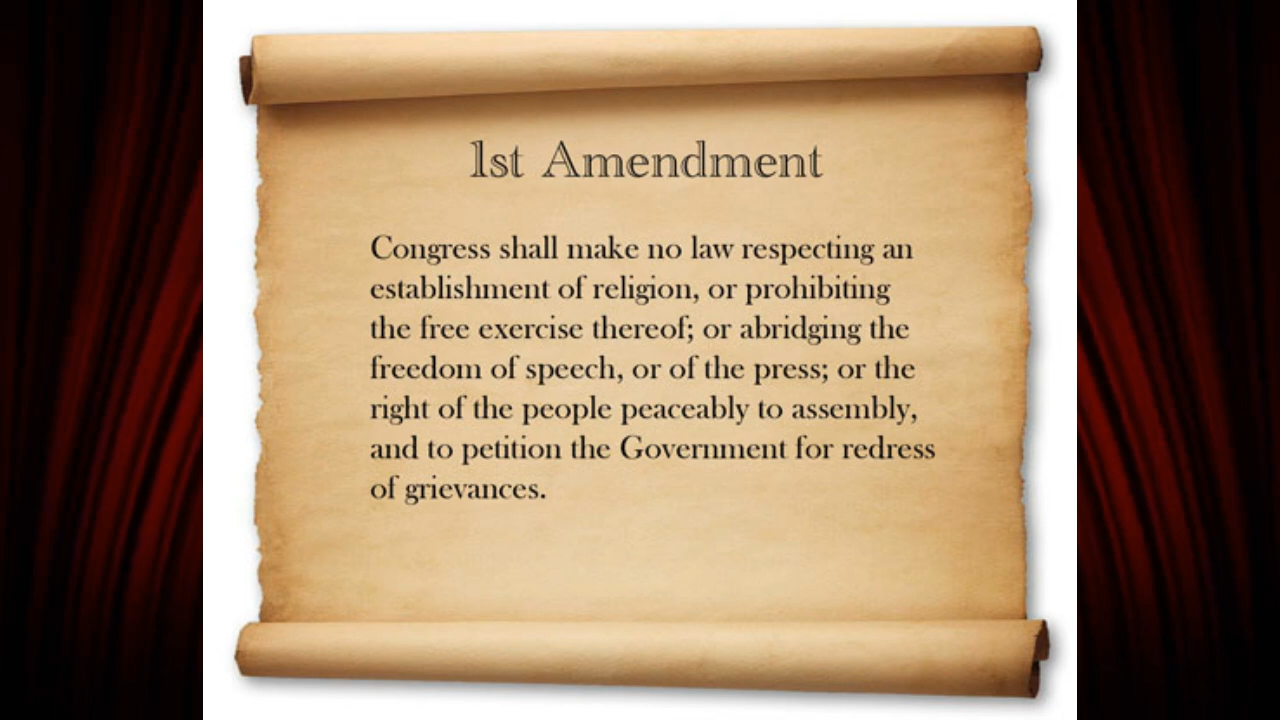 1st Amendment
Congress shall make no law respecting an
establishment of religion, or prohibiting
the free exercise thereof; or abridging the
freedom of speech, or of the press; or the
right of the people peaceably to assembly,
and to petition the Government for redress
of grievances.